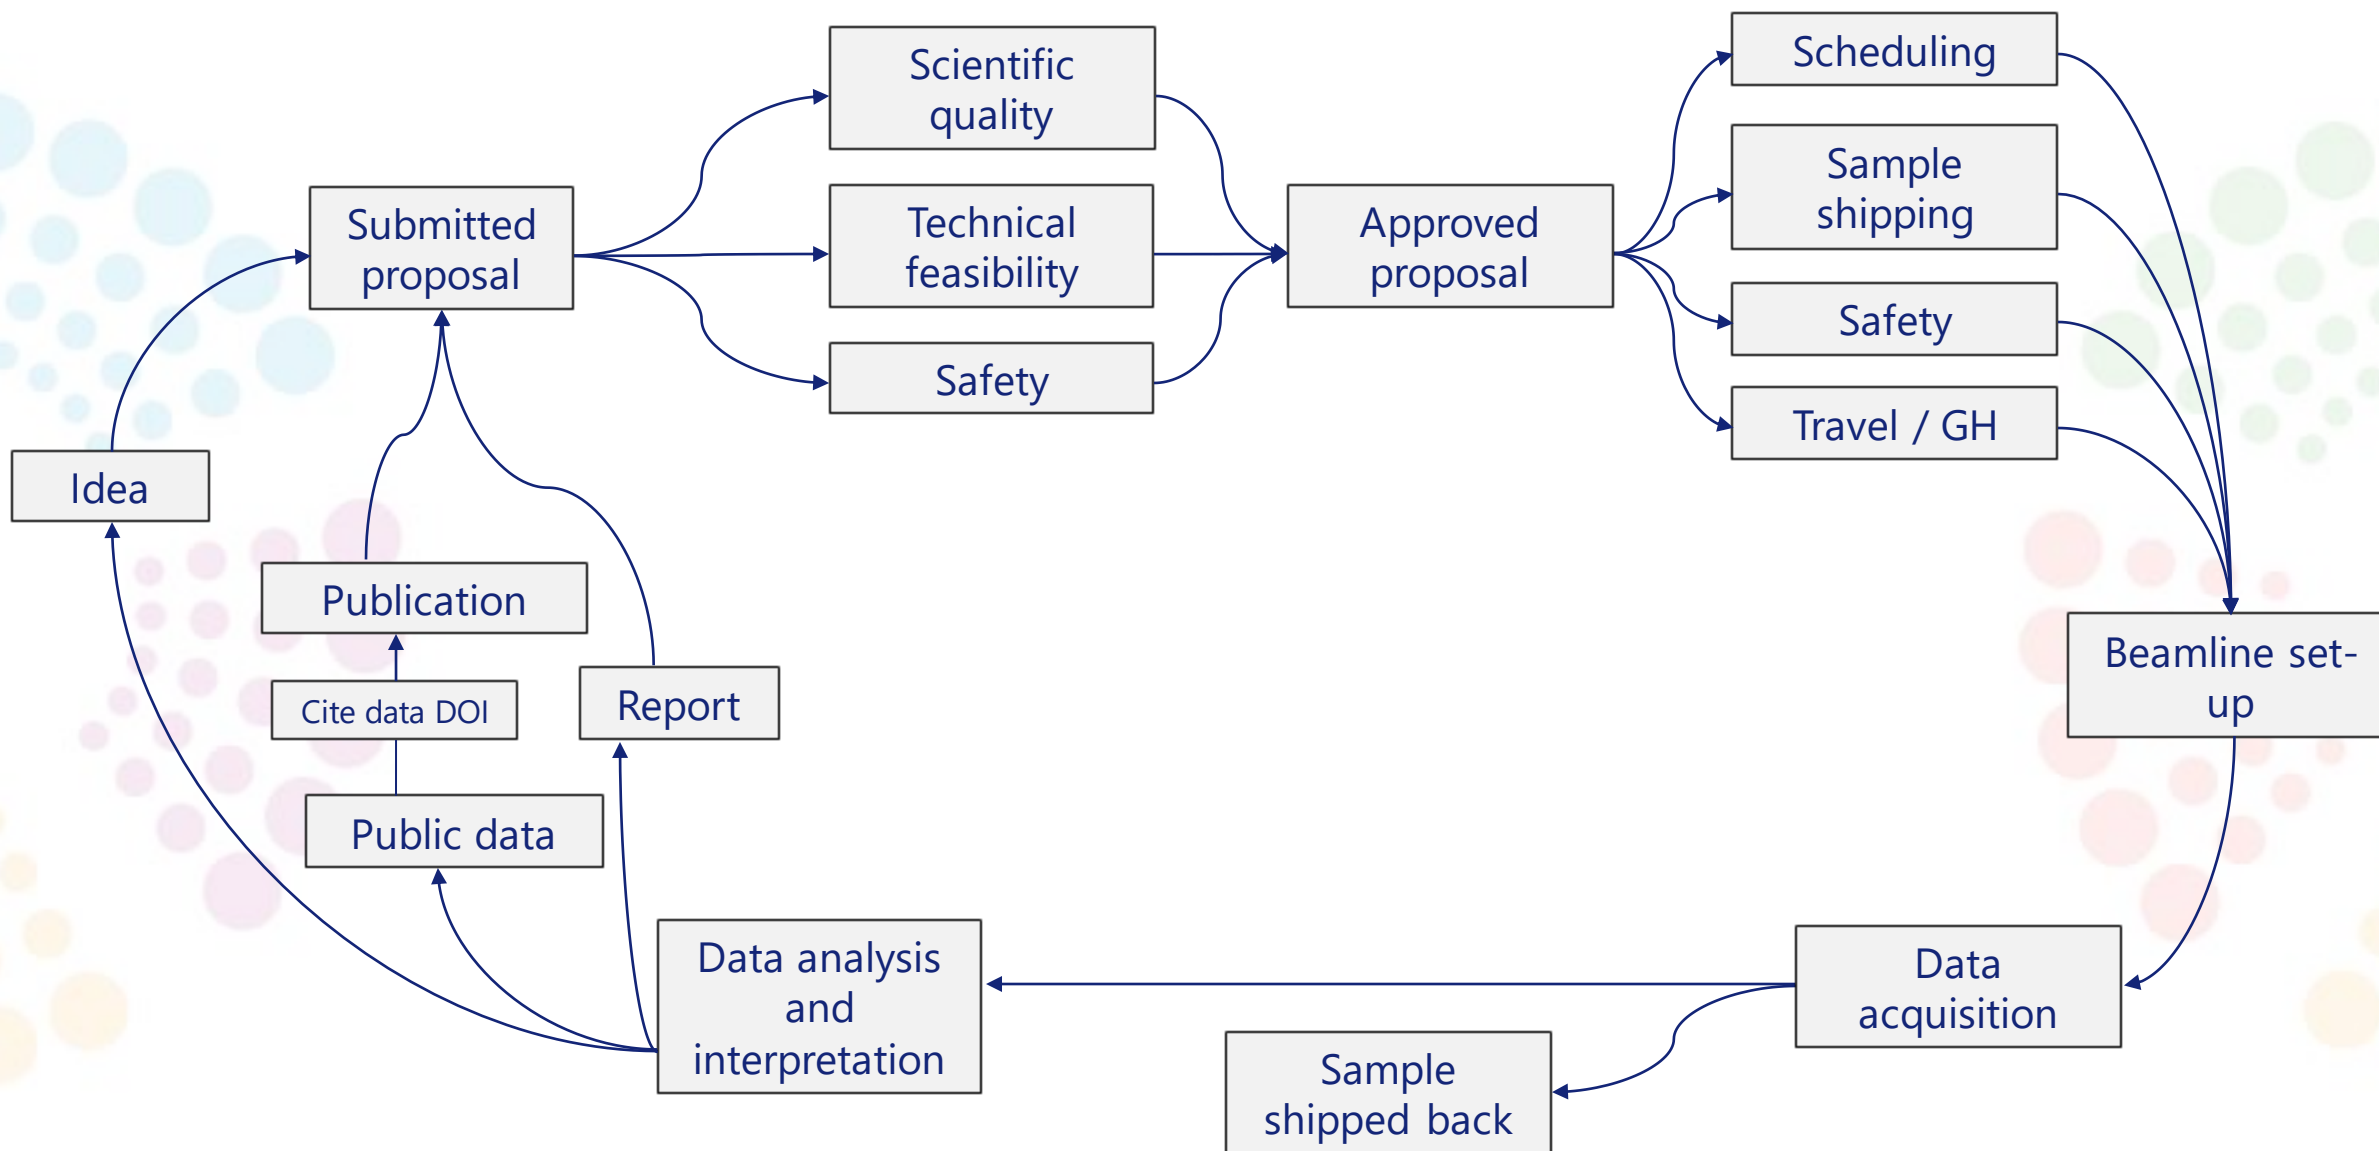 Scientific
quality
Technical
feasibility
Safety
Submitted
proposal
Approved
proposal
Scheduling
Sample
shipping
Safety
Travel / GH
Idea
Publication
Cite data DOI
Public data
Report
Beamline set-
up
Data analysis
and
interpretation
Data
acquisition
Sample
shipped back